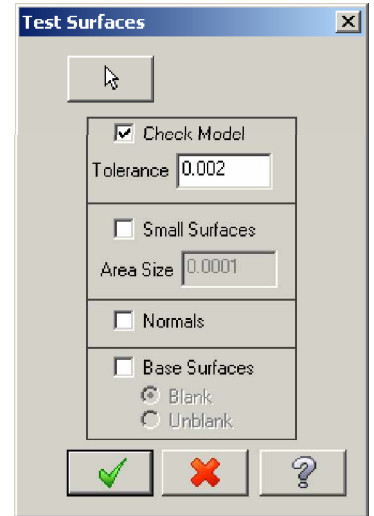 Test Surfaces
Check Model
Tolerance 0.002
Small Surfaces
Area Size 0.0001
Normals
Base Surfaces
Blank
Unblank